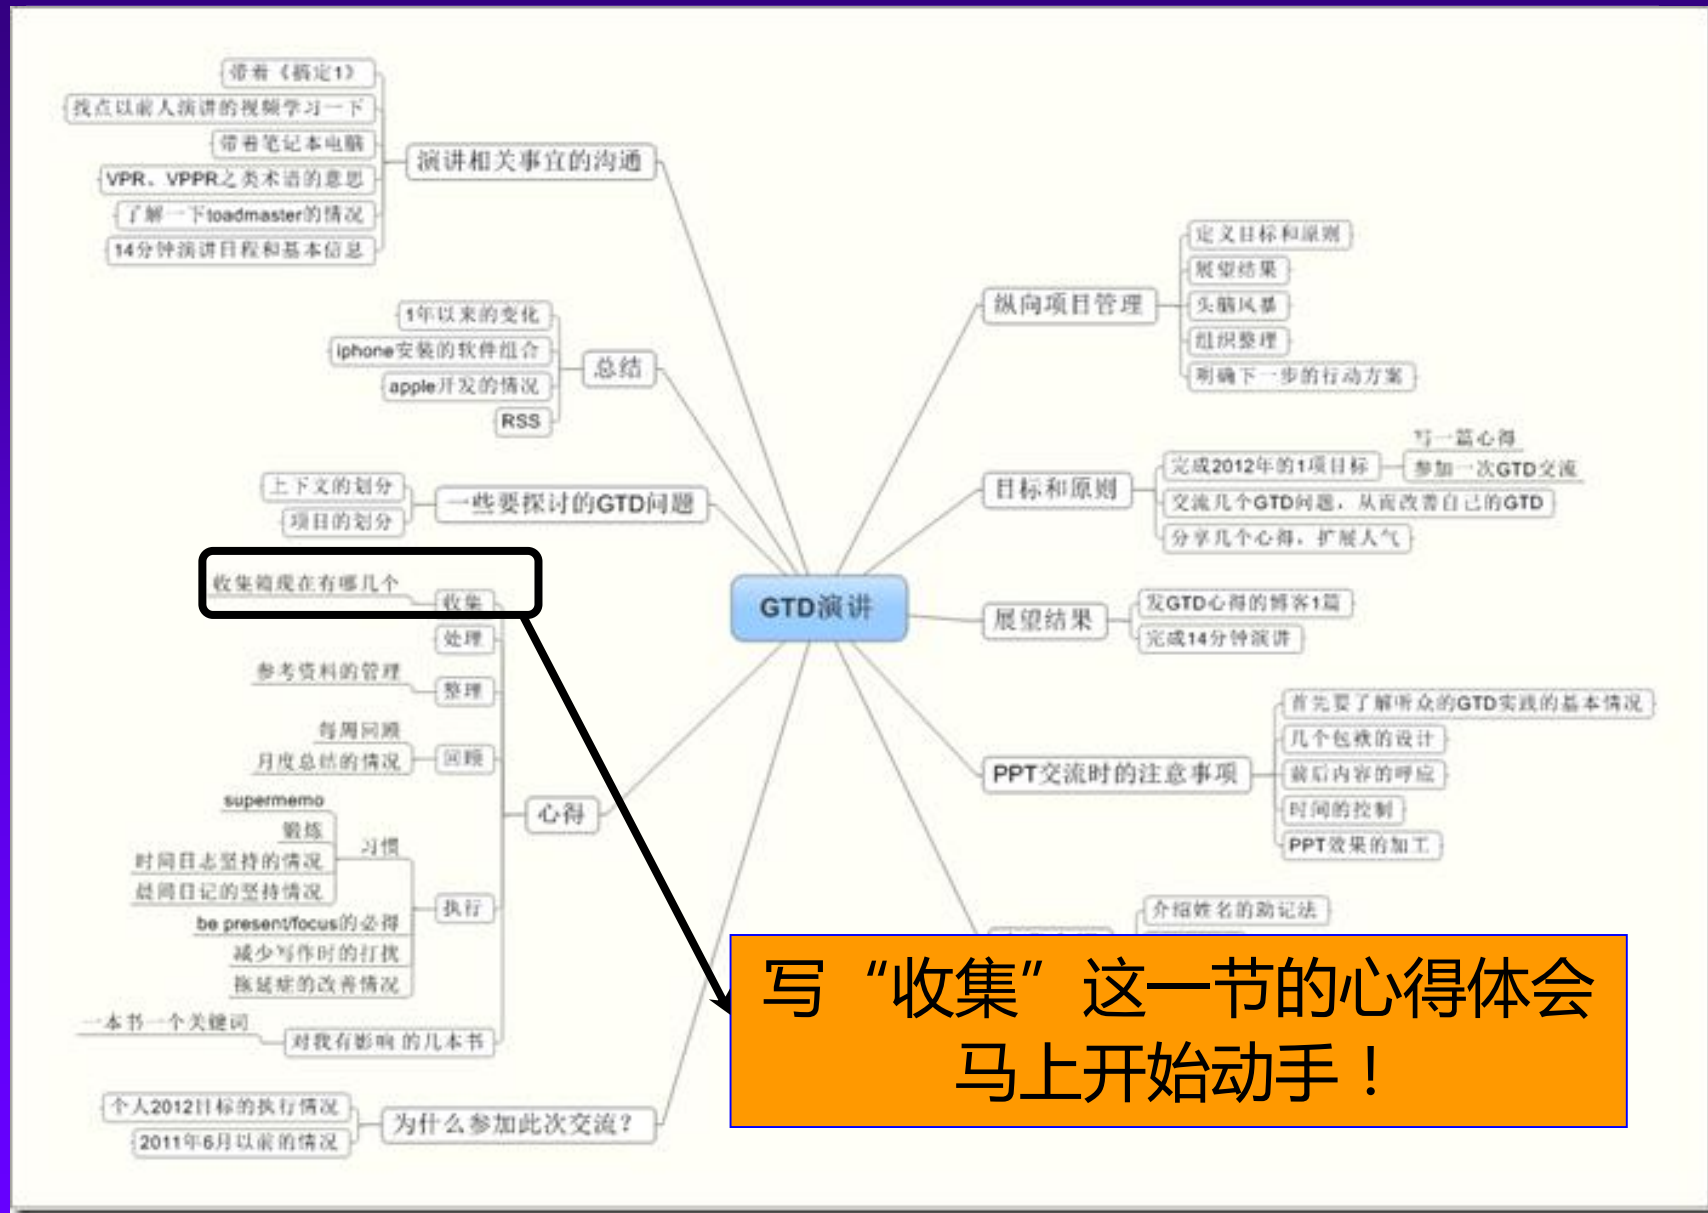 带着《搞定1》
找点以前人演讲的视频学习一下
带着笔记本电脑
VPR、VPPR之类术语的意思
了解一下toadmaster的情况
14分钟演讲日程和基本信息
演讲相关事宜的沟通
1年以来的变化
iphone安装的软件组合
apple开发的情况
RSS
总结
上下文的划分
项目的划分
一些要探讨的GTD问题
收集箱现在有哪几个
收集
处理
参考资料的管理
整理
每周回顾
月度总结的情况
回顾
supermemo
锻炼
时间日志坚持的情况
晨间日记的坚持情况
习惯
be present/focus的必得
减少写作时的打扰
拖延症的改善情况
执行
一本书一个关键词
对我有影响的几本书
心得
个人2012目标的执行情况
2011年6月以前的情况
为什么参加此次交流？
GTD演讲
纵向项目管理
定义目标和原则
展望结果
头脑风暴
组织整理
明确下一步的行动方案
目标和原则
完成2012年的1项目标
写一篇心得
参加一次GTD交流
交流几个GTD问题，从而改善自己的GTD
分享几个心得，扩展人气
展望结果
发GTD心得的博客1篇
完成14分钟演讲
PPT交流时的注意事项
首先要了解听众的GTD实践的基本情况
几个包袱的设计
前后内容的呼应
时间的控制
PPT效果的加工
介绍姓名的助记法
写“收集”这一节的心得体会
马上开始动手！